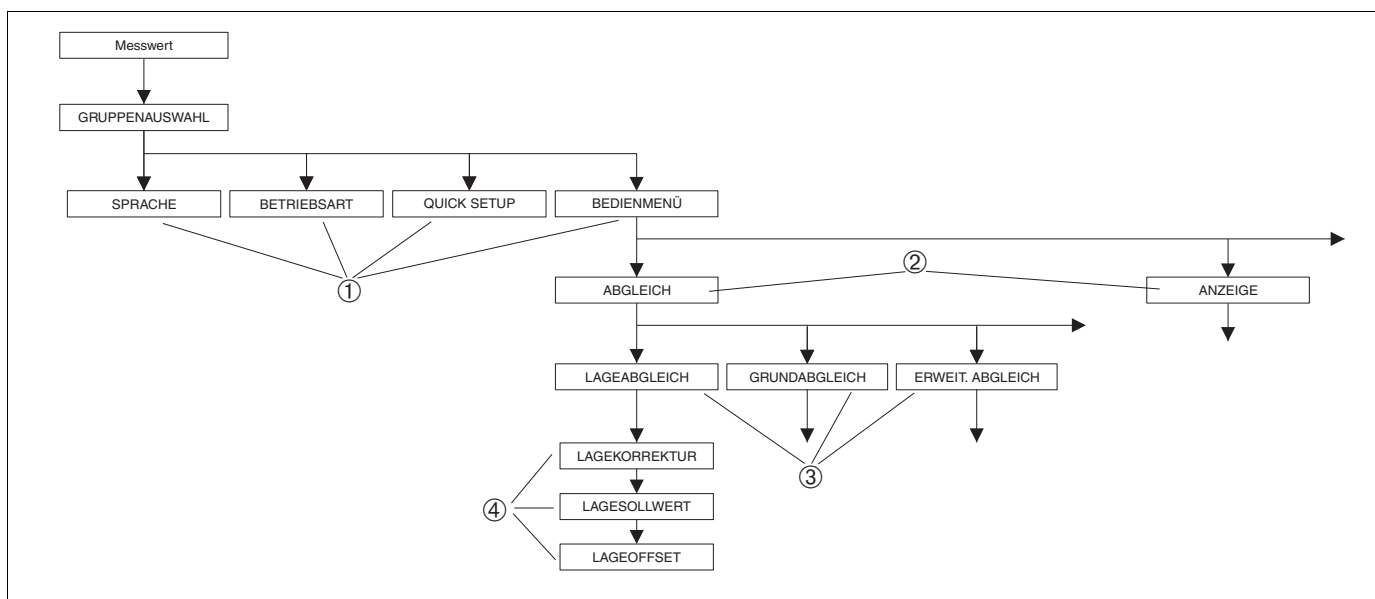 Messwert
GRUPPENAUSWAHL
SPRACHE
BETRIEBSART
QUICK SETUP
BEDIENMENÜ
①
②
ABGLEICH
ANZEIGE
LAGEABGLEICH
GRUNDABGLEICH
ERWEIT. ABGLEICH
LAGEKORREKTUR
③
④
LAGESOLLWERT
LAGEOFFSET